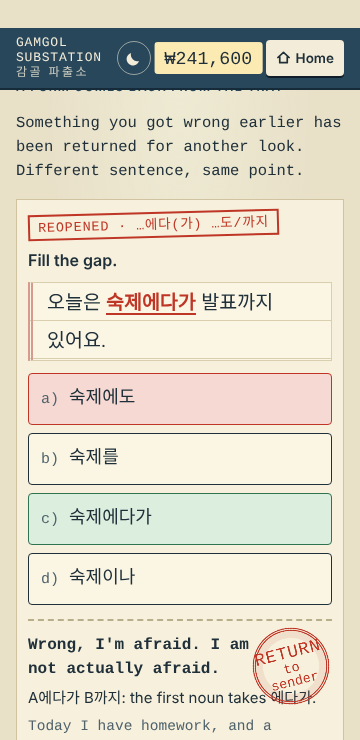 GAMGOL
SUBSTATION
감골 파출소
₩241,600
Home
Something you got wrong earlier has
been returned for another look.
Different sentence, same point.
REOPENED · …에다(가) …도/까지
Fill the gap.
오늘은 숙제에다가 발표까지
있어요.
a) 숙제에도
b) 숙제를
c) 숙제에다가
d) 숙제이나
Wrong, I'm afraid. I am
not actually afraid.
RETURN
to
sender
A에다가 B까지: the first noun takes 에다가.
Today I have homework, and a